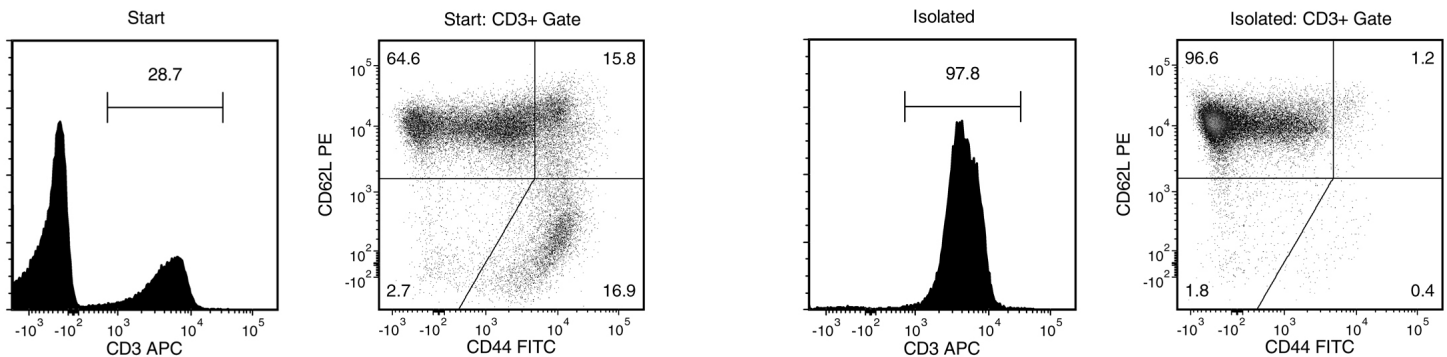 Start
28.7
-10³ -10² 10³ 10⁴ 10⁵
CD3 APC
Start: CD3+ Gate
64.6 15.8
10⁵
10⁴
10³
10²
-10²
2.7 16.9
-10³ -10² 10³ 10⁴ 10⁵
CD62L PE
CD44 FITC
Isolated
97.8
-10³ -10² 10³ 10⁴ 10⁵
CD3 APC
Isolated: CD3+ Gate
96.6 1.2
10⁵
10⁴
10³
10²
-10²
1.8 0.4
-10³ -10² 10³ 10⁴ 10⁵
CD62L PE
CD44 FITC